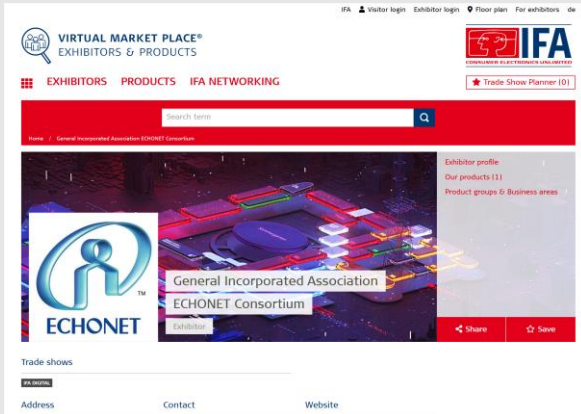 IFA Visitor login Exhibitor login Floor plan For exhibitors de
VIRTUAL MARKET PLACE®
EXHIBITORS & PRODUCTS
IFA
CONSUMER ELECTRONICS UNLIMITED
EXHIBITORS PRODUCTS IFA NETWORKING
Trade Show Planner (0)
Search term
Home / General Incorporated Association ECHONET Consortium
Exhibitor profile
Our products (1)
Product groups & Business areas
ECHONET
TM
General Incorporated Association
ECHONET Consortium
Exhibitor
Share Save
Trade shows
IFA DIGITAL
Address Contact Website